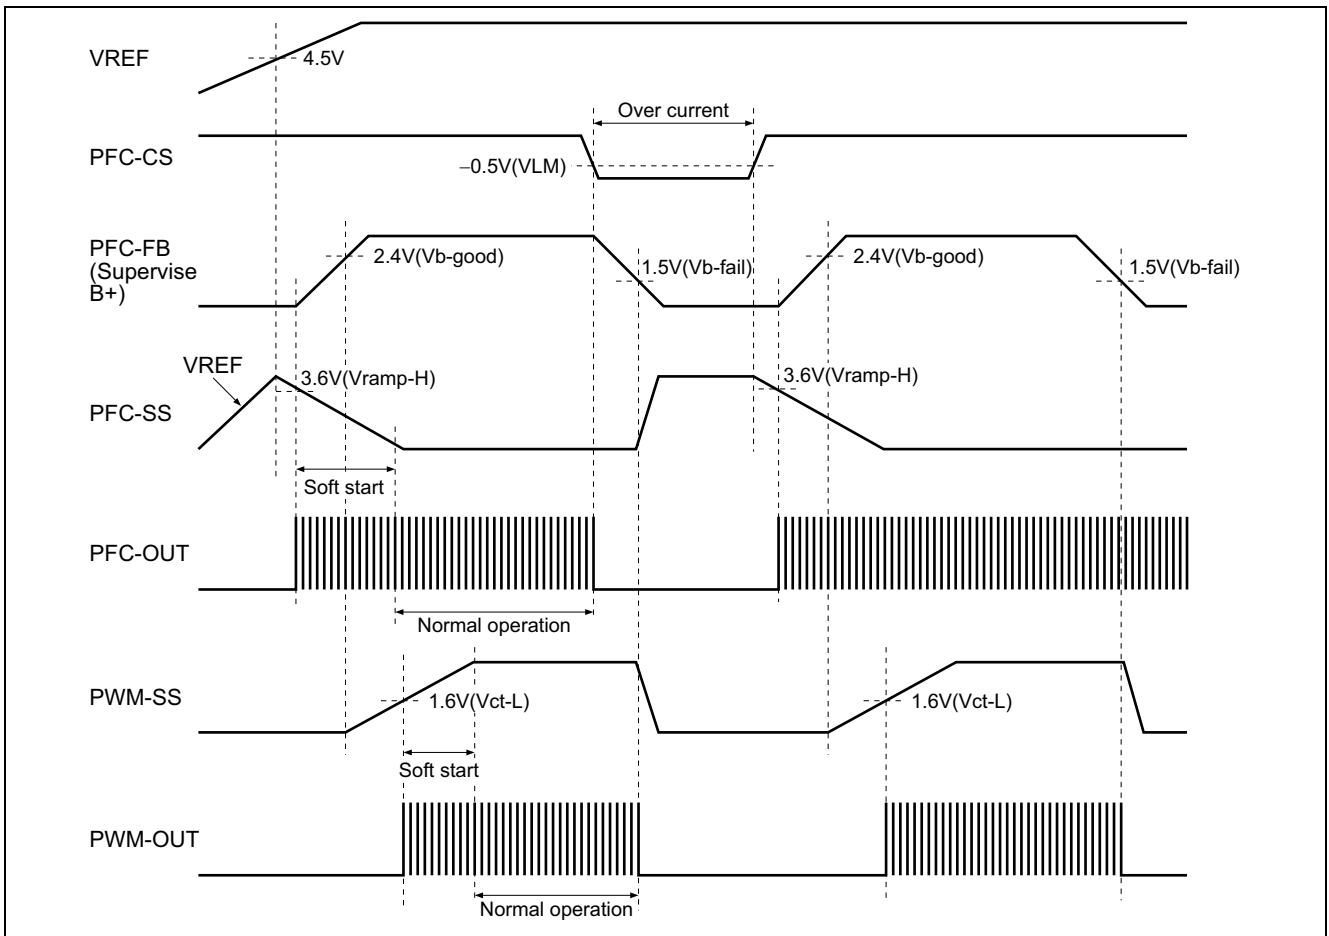 VREF
4.5V
Over current
PFC-CS
−0.5V(VLM)
PFC-FB
(Supervise
B+)
2.4V(Vb-good)
1.5V(Vb-fail)
2.4V(Vb-good)
1.5V(Vb-fail)
VREF
3.6V(Vramp-H)
3.6V(Vramp-H)
PFC-SS
Soft start
PFC-OUT
Normal operation
PWM-SS
1.6V(Vct-L)
1.6V(Vct-L)
Soft start
PWM-OUT
Normal operation